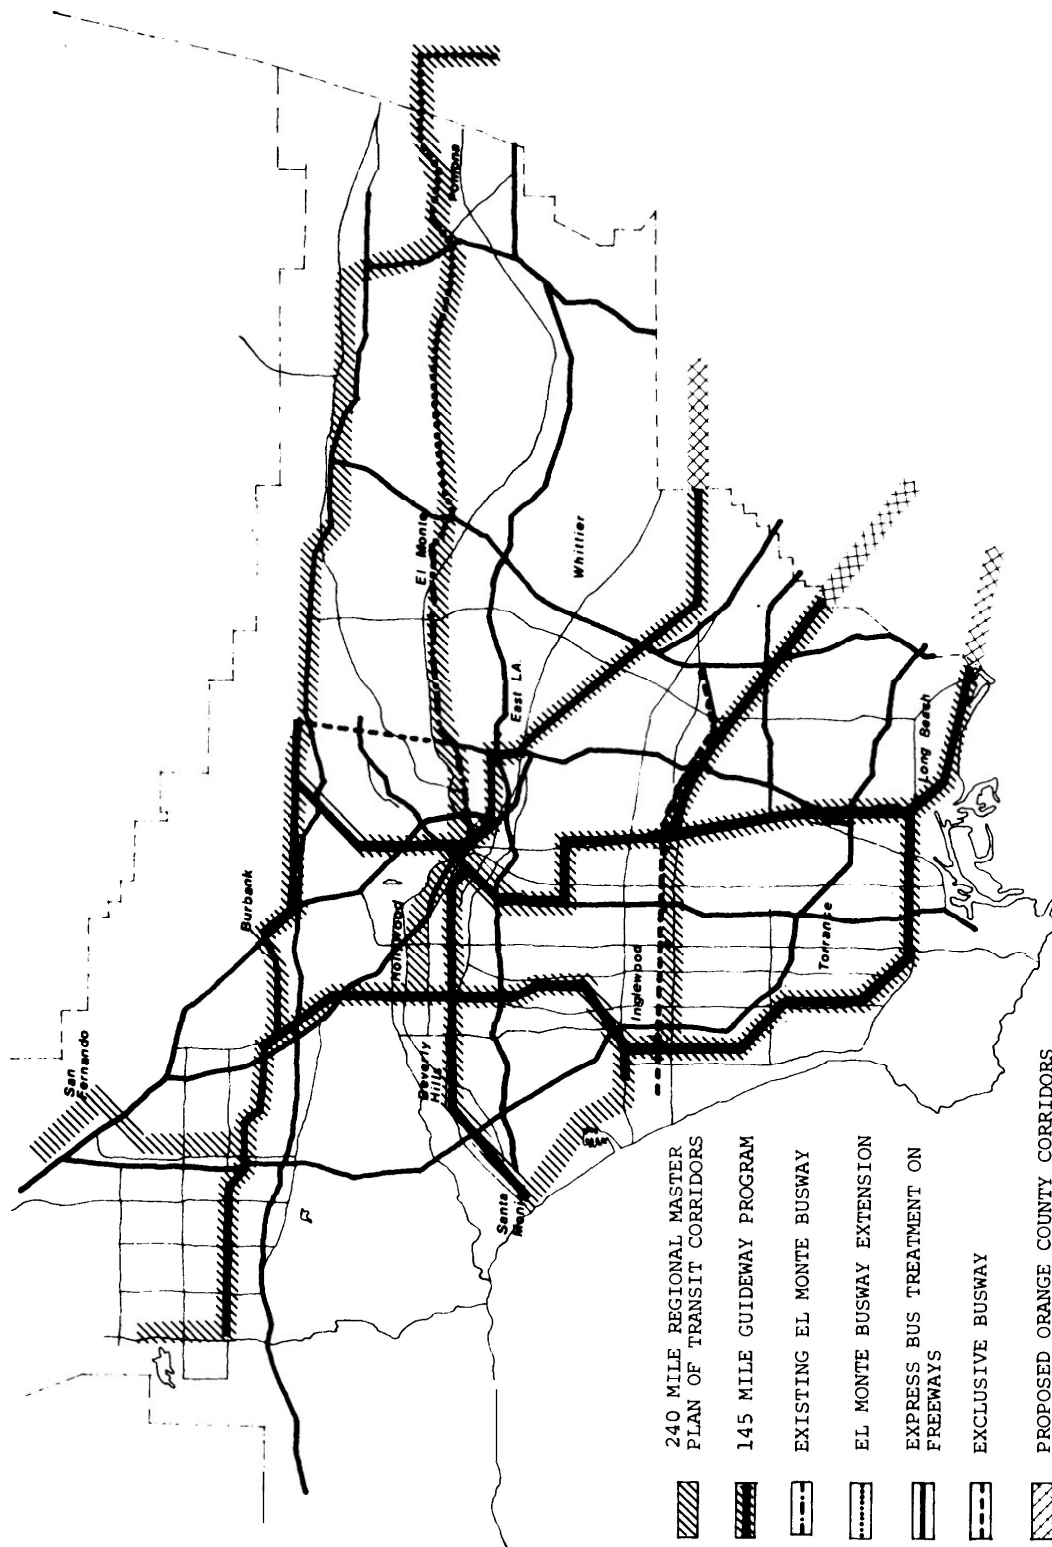 San
Fernando
Burbank
Hollywood
Beverly
Hills
Santa
Monica
Inglewood
Torrance
Long Beach
East LA.
El Monte
Whittier
Pomona
240 MILE REGIONAL MASTER
PLAN OF TRANSIT CORRIDORS
145 MILE GUIDEWAY PROGRAM
EXISTING EL MONTE BUSWAY
EL MONTE BUSWAY EXTENSION
EXPRESS BUS TREATMENT ON
FREEWAYS
EXCLUSIVE BUSWAY
PROPOSED ORANGE COUNTY CORRIDORS